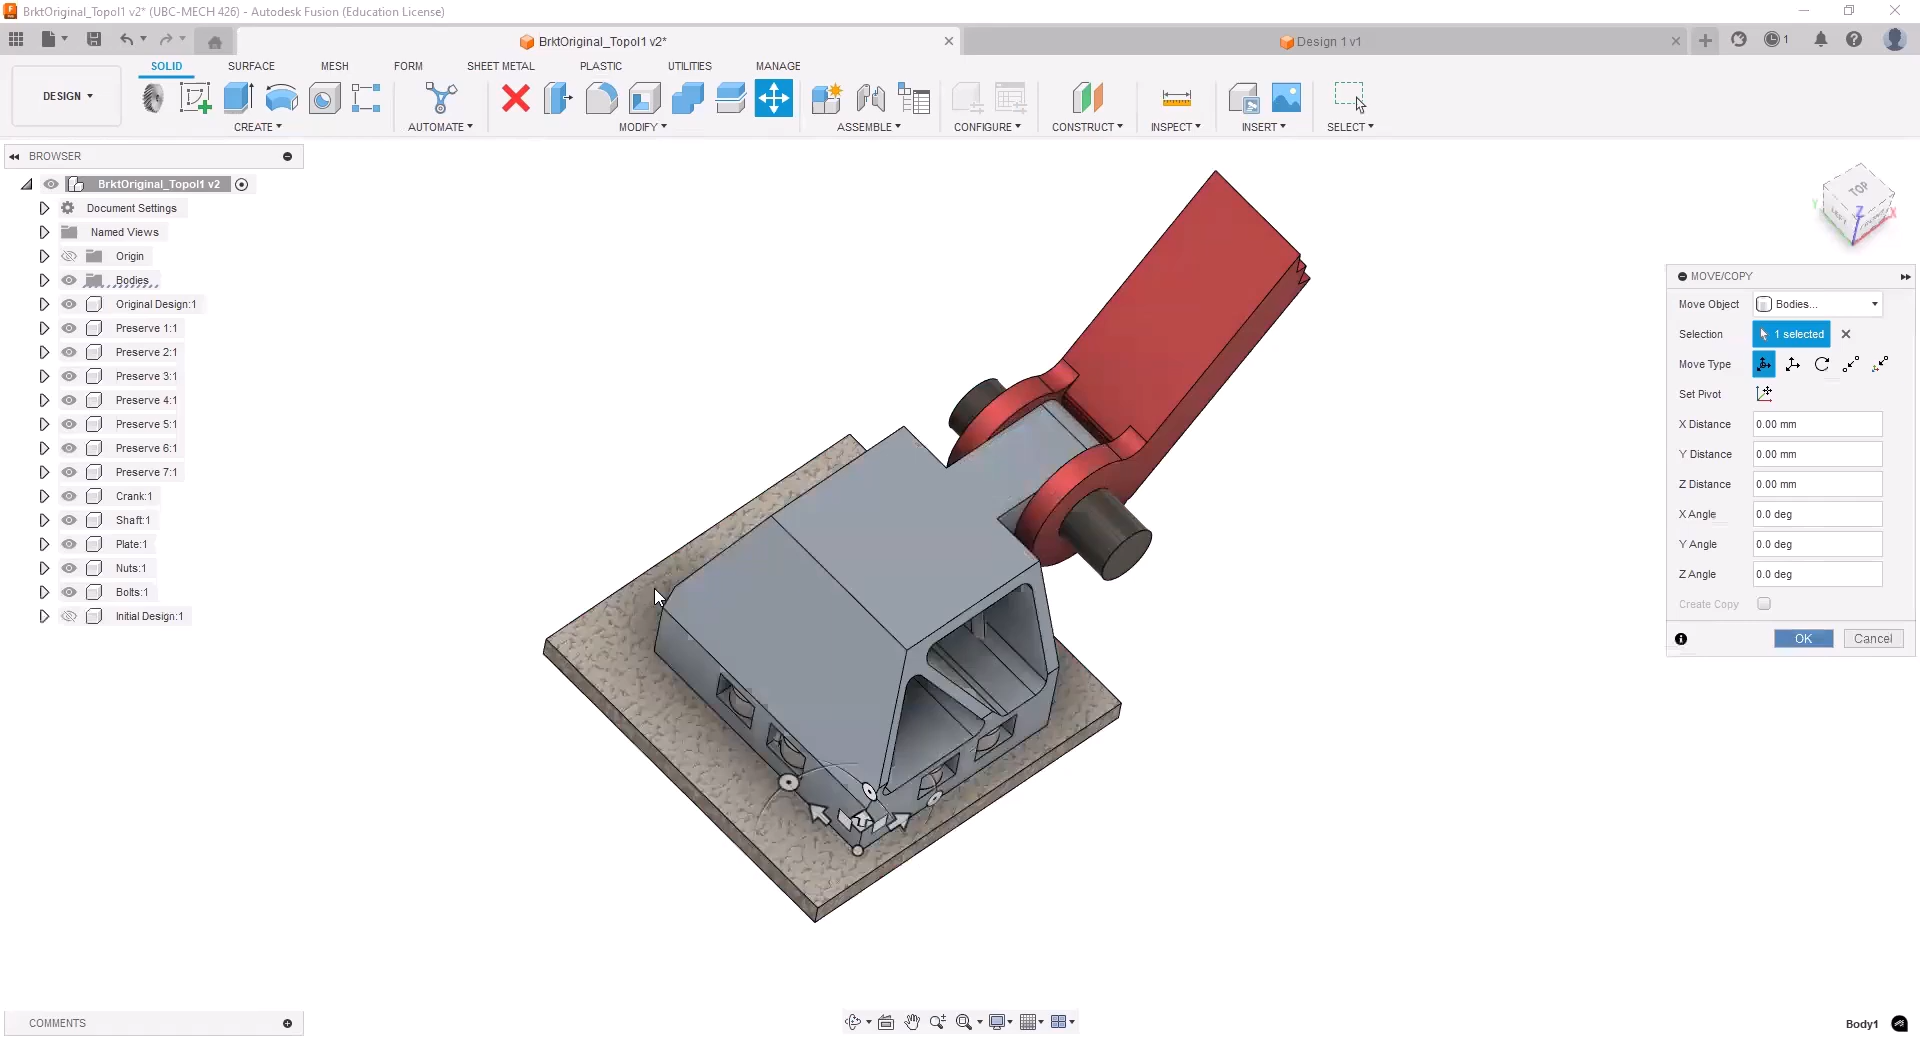 BrktOriginal_Topol1 v2* (UBC-MECH 426) - Autodesk Fusion (Education License)
BrktOriginal_Topol1 v2*
Design 1 v1
1
DESIGN
SOLID
SURFACE
MESH
FORM
SHEET METAL
PLASTIC
UTILITIES
MANAGE
CREATE
AUTOMATE
MODIFY
ASSEMBLE
CONFIGURE
CONSTRUCT
INSPECT
INSERT
SELECT
BROWSER
BrktOriginal_Topol1 v2
Document Settings
Named Views
Origin
Bodies
Original Design:1
Preserve 1:1
Preserve 2:1
Preserve 3:1
Preserve 4:1
Preserve 5:1
Preserve 6:1
Preserve 7:1
Crank:1
Shaft:1
Plate:1
Nuts:1
Bolts:1
Initial Design:1
TOP
LEFT
Y
Z
X
MOVE/COPY
Move Object Bodies...
Selection 1 selected
Move Type
Set Pivot
X Distance 0.00 mm
Y Distance 0.00 mm
Z Distance 0.00 mm
X Angle 0.0 deg
Y Angle 0.0 deg
Z Angle 0.0 deg
Create Copy
OK Cancel
COMMENTS
Body1